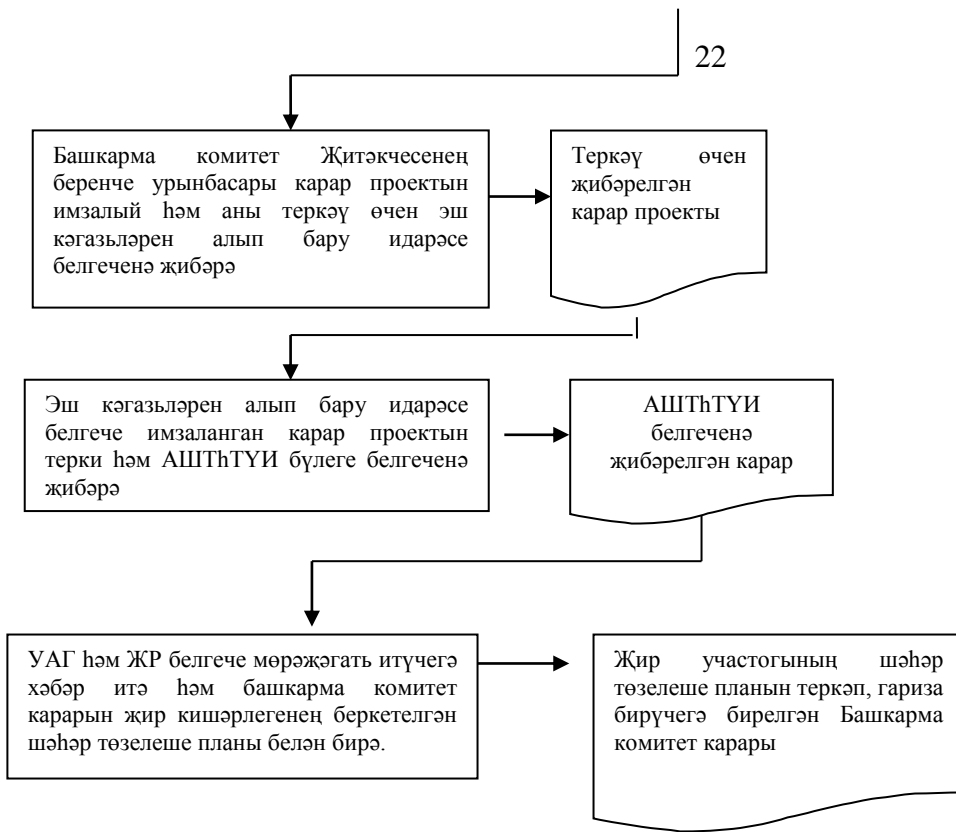 22
Башкарма комитет Җитәкчесенең
беренче урынбасары карар проектын
имзалый һәм аны теркәү өчен эш
кәгазьләрен алып бару идарәсе
белгеченә җибәрә
Теркәү өчен
җибәрелгән
карар проекты
Эш кәгазьләрен алып бару идарәсе
белгече имзаланган карар проектын
терки һәм АШТһТҮИ бүлеге белгеченә
җибәрә
АШТһТҮИ
белгеченә
җибәрелгән карар
УАГ һәм ЖР белгече мөрәҗәгать итүчегә
хәбәр итә һәм башкарма комитет
карарын җир кишәрлегенең беркетелгән
шәһәр төзелеше планы белән бирә.
Җир участогының шәһәр
төзелеше планын теркәп, гариза
бирүчегә бирелгән Башкарма
комитет карары